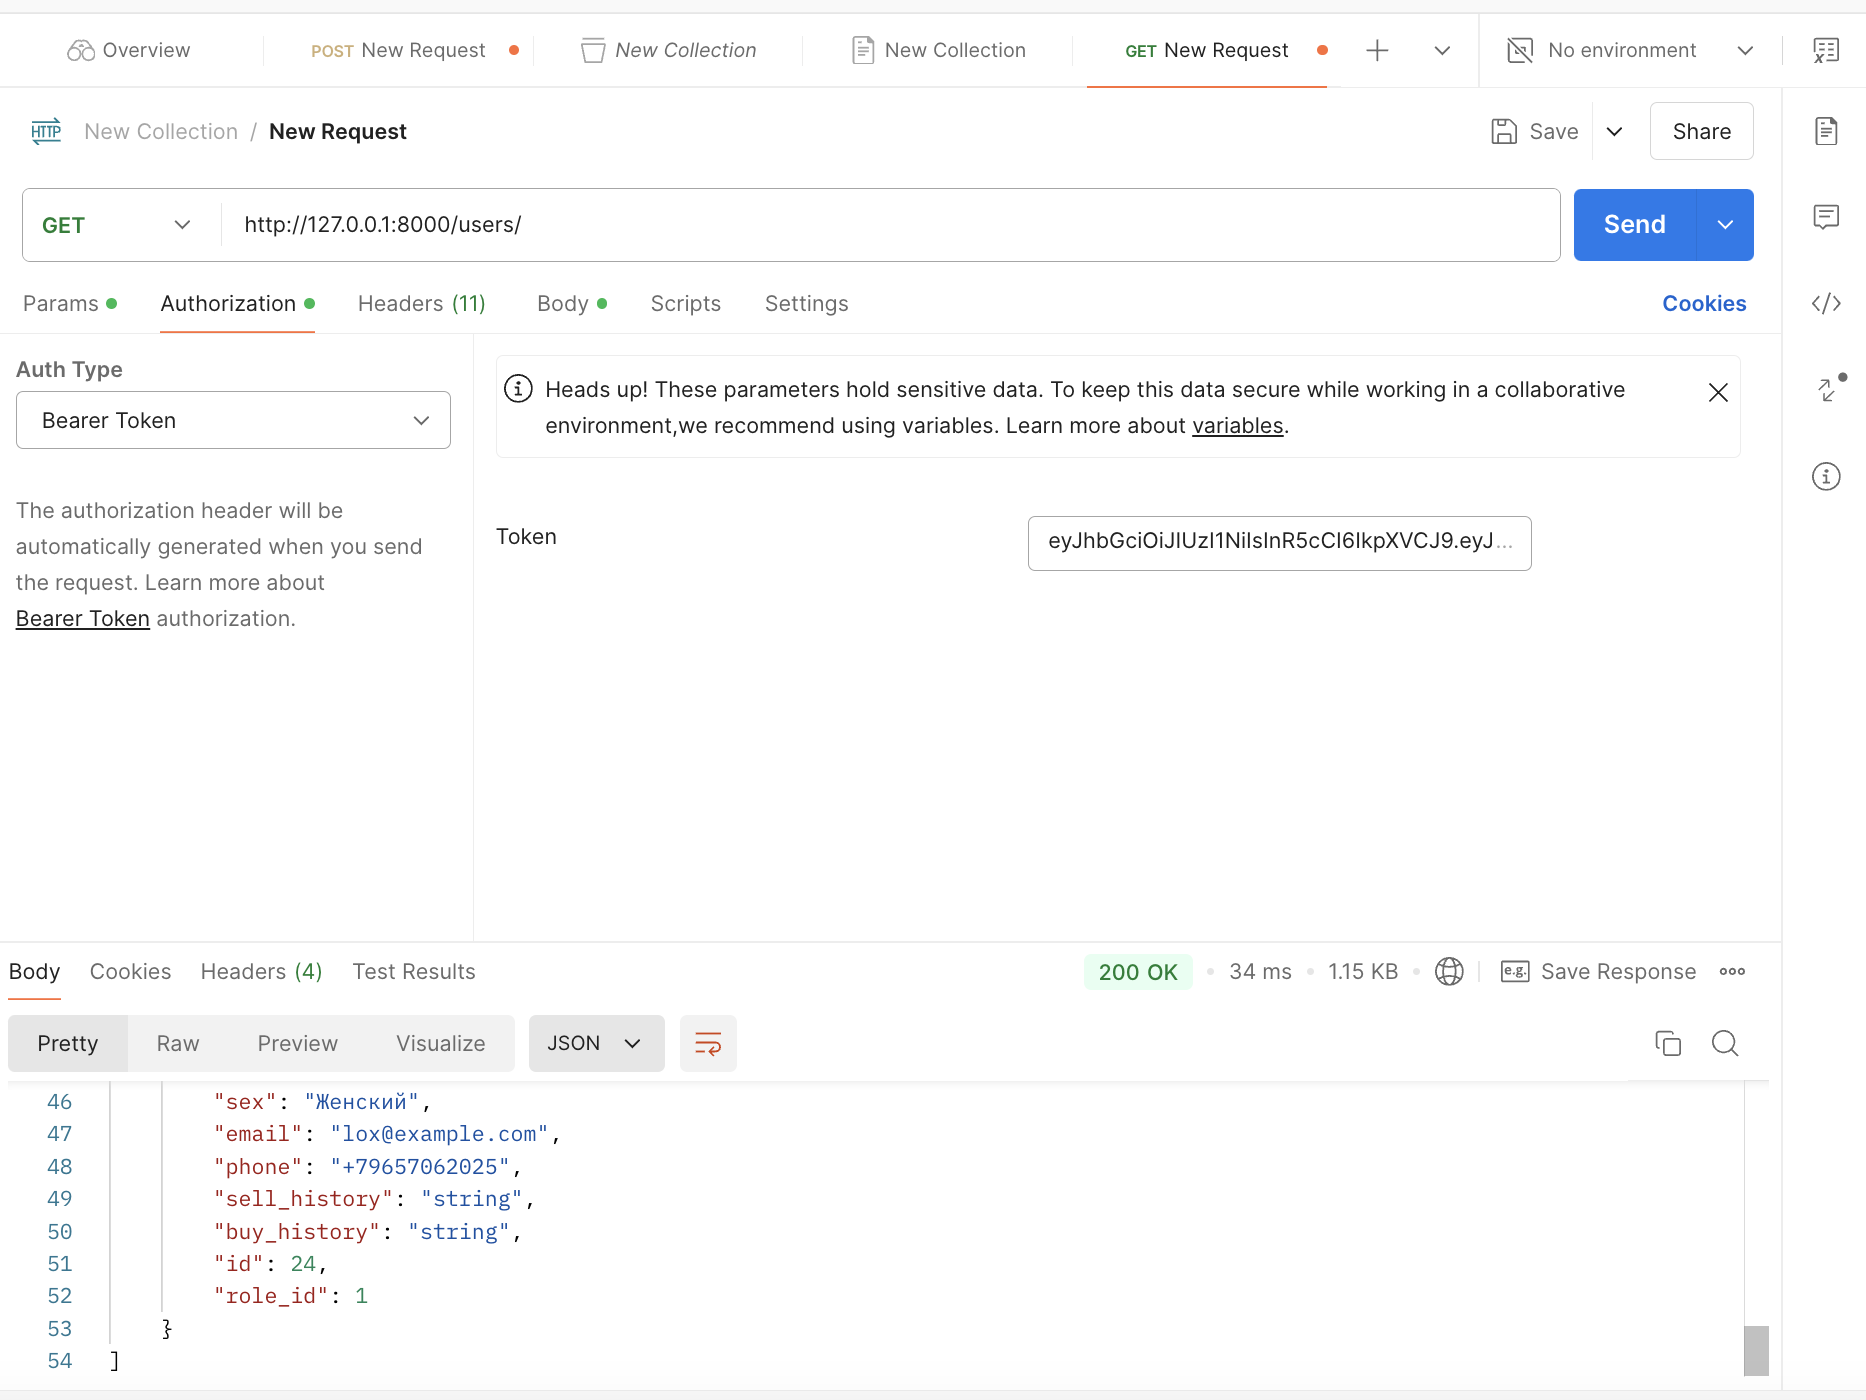 Overview
POST New Request
New Collection
New Collection
GET New Request
No environment
HTTP New Collection / New Request
Save
Share
GET
http://127.0.0.1:8000/users/
Send
Params
Authorization
Headers (11)
Body
Scripts
Settings
Cookies
Auth Type
Bearer Token
The authorization header will be
automatically generated when you send
the request. Learn more about
Bearer Token authorization.
Heads up! These parameters hold sensitive data. To keep this data secure while working in a collaborative
environment,we recommend using variables. Learn more about variables.
Token
eyJhbGciOiJIUzI1NiIsInR5cCI6IkpXVCJ9.eyJ...
Body
Cookies
Headers (4)
Test Results
200 OK
34 ms
1.15 KB
e.g. Save Response
Pretty
Raw
Preview
Visualize
JSON
46 "sex": "Женский",
47 "email": "lox@example.com",
48 "phone": "+79657062025",
49 "sell_history": "string",
50 "buy_history": "string",
51 "id": 24,
52 "role_id": 1
53 }
54 ]